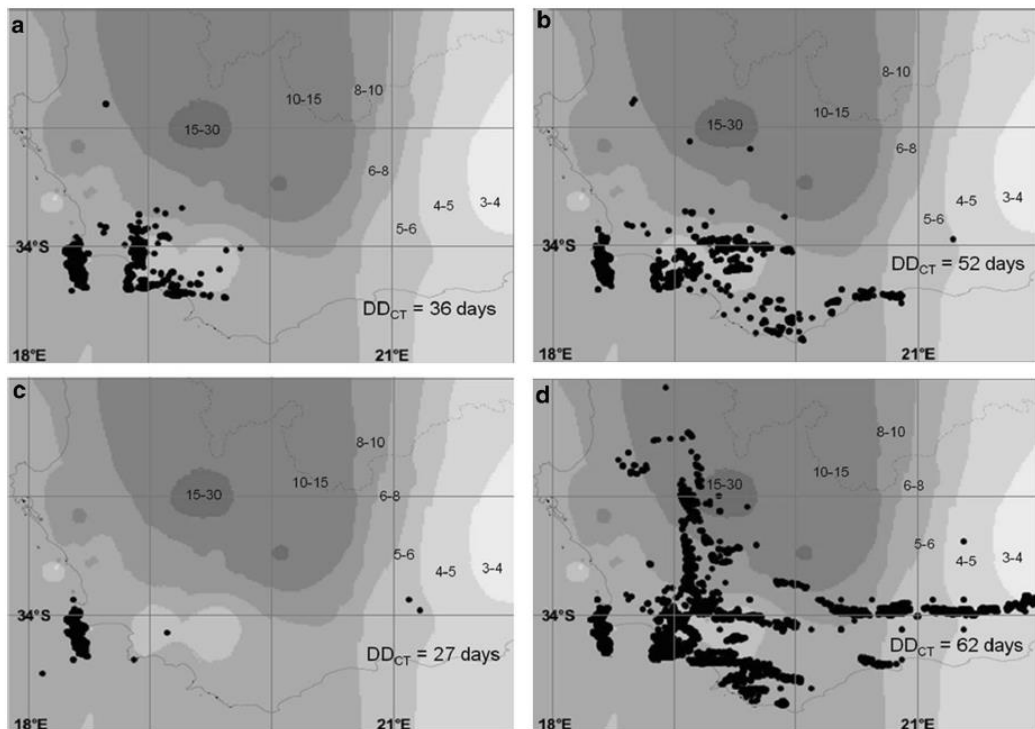 a
8-10
10-15
15-30
6-8
4-5
3-4
5-6
34°S
DDCT = 36 days
18°E
21°E
b
8-10
10-15
15-30
6-8
4-5
3-4
5-6
34°S
DDCT = 52 days
18°E
21°E
c
8-10
10-15
15-30
6-8
5-6
4-5
3-4
34°S
DDCT = 27 days
18°E
21°E
d
8-10
10-15
15-30
6-8
5-6
4-5
3-4
34°S
DDCT = 62 days
18°E
21°E